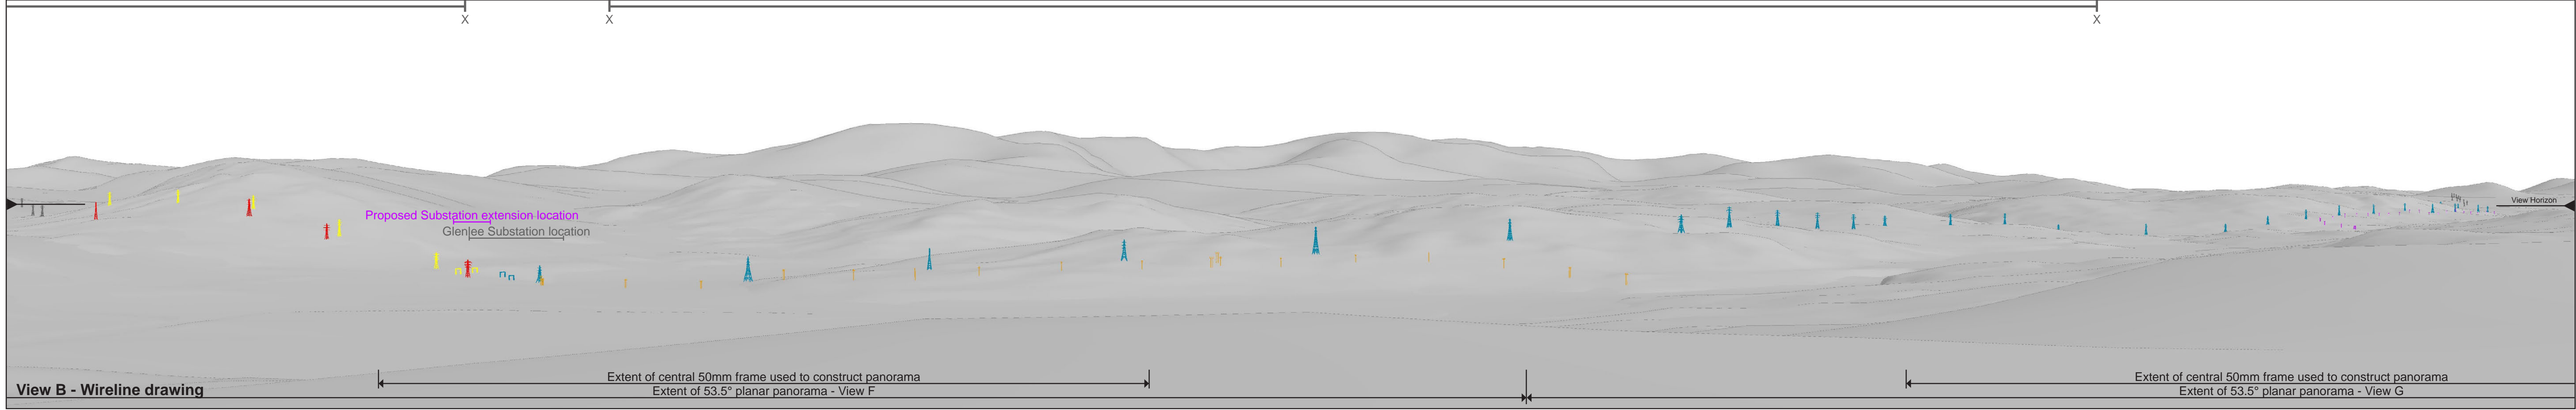 X X X
View Horizon
Proposed Substation extension location
Glenlee Substation location
Extent of central 50mm frame used to construct panorama
Extent of 53.5° planar panorama - View F
Extent of central 50mm frame used to construct panorama
Extent of 53.5° planar panorama - View G
View B - Wireline drawing